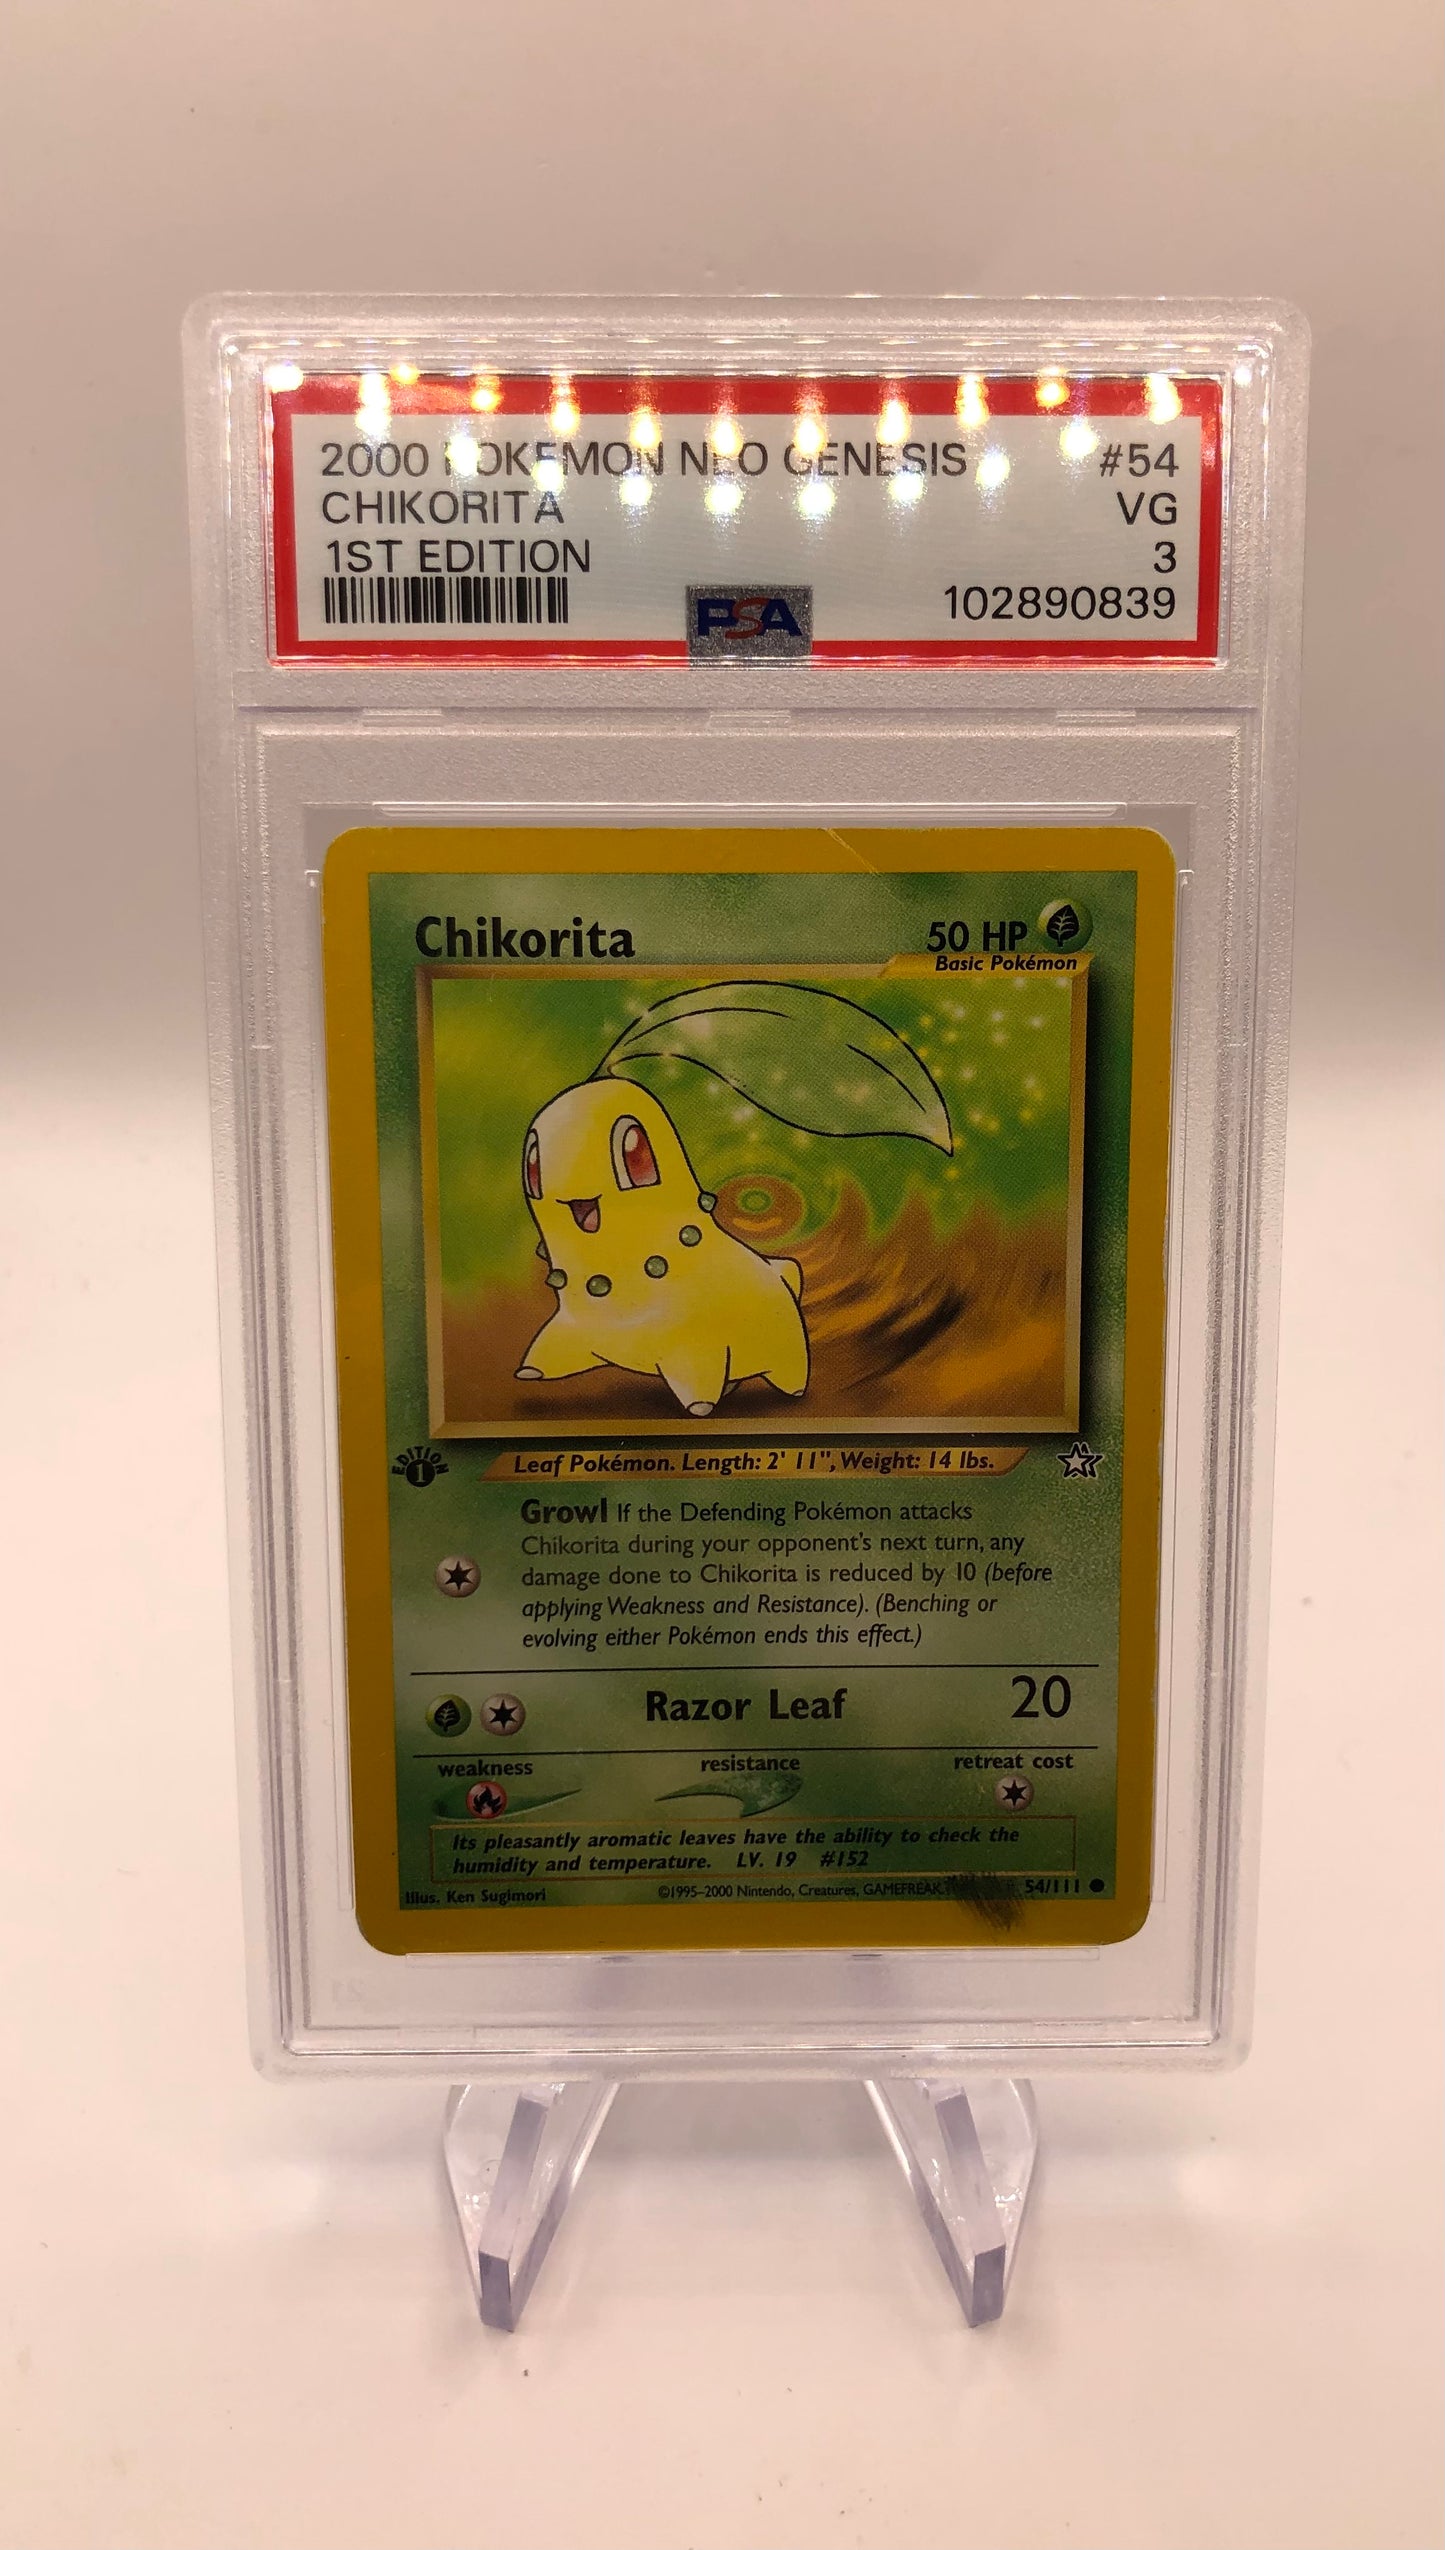 2000 POKEMON NEO GENESIS #54
CHIKORITA VG
1ST EDITION 3
PSA 102890839
Chikorita 50 HP
Basic Pokémon
EDITION
1
Leaf Pokémon. Length: 2' 11", Weight: 14 lbs.
Growl If the Defending Pokémon attacks
Chikorita during your opponent's next turn, any
damage done to Chikorita is reduced by 10 (before
applying Weakness and Resistance). (Benching or
evolving either Pokémon ends this effect.)
Razor Leaf 20
weakness resistance retreat cost
Its pleasantly aromatic leaves have the ability to check the
humidity and temperature. LV. 19 #152
Illus. Ken Sugimori ©1995–2000 Nintendo, Creatures, GAMEFREAK. 54/111